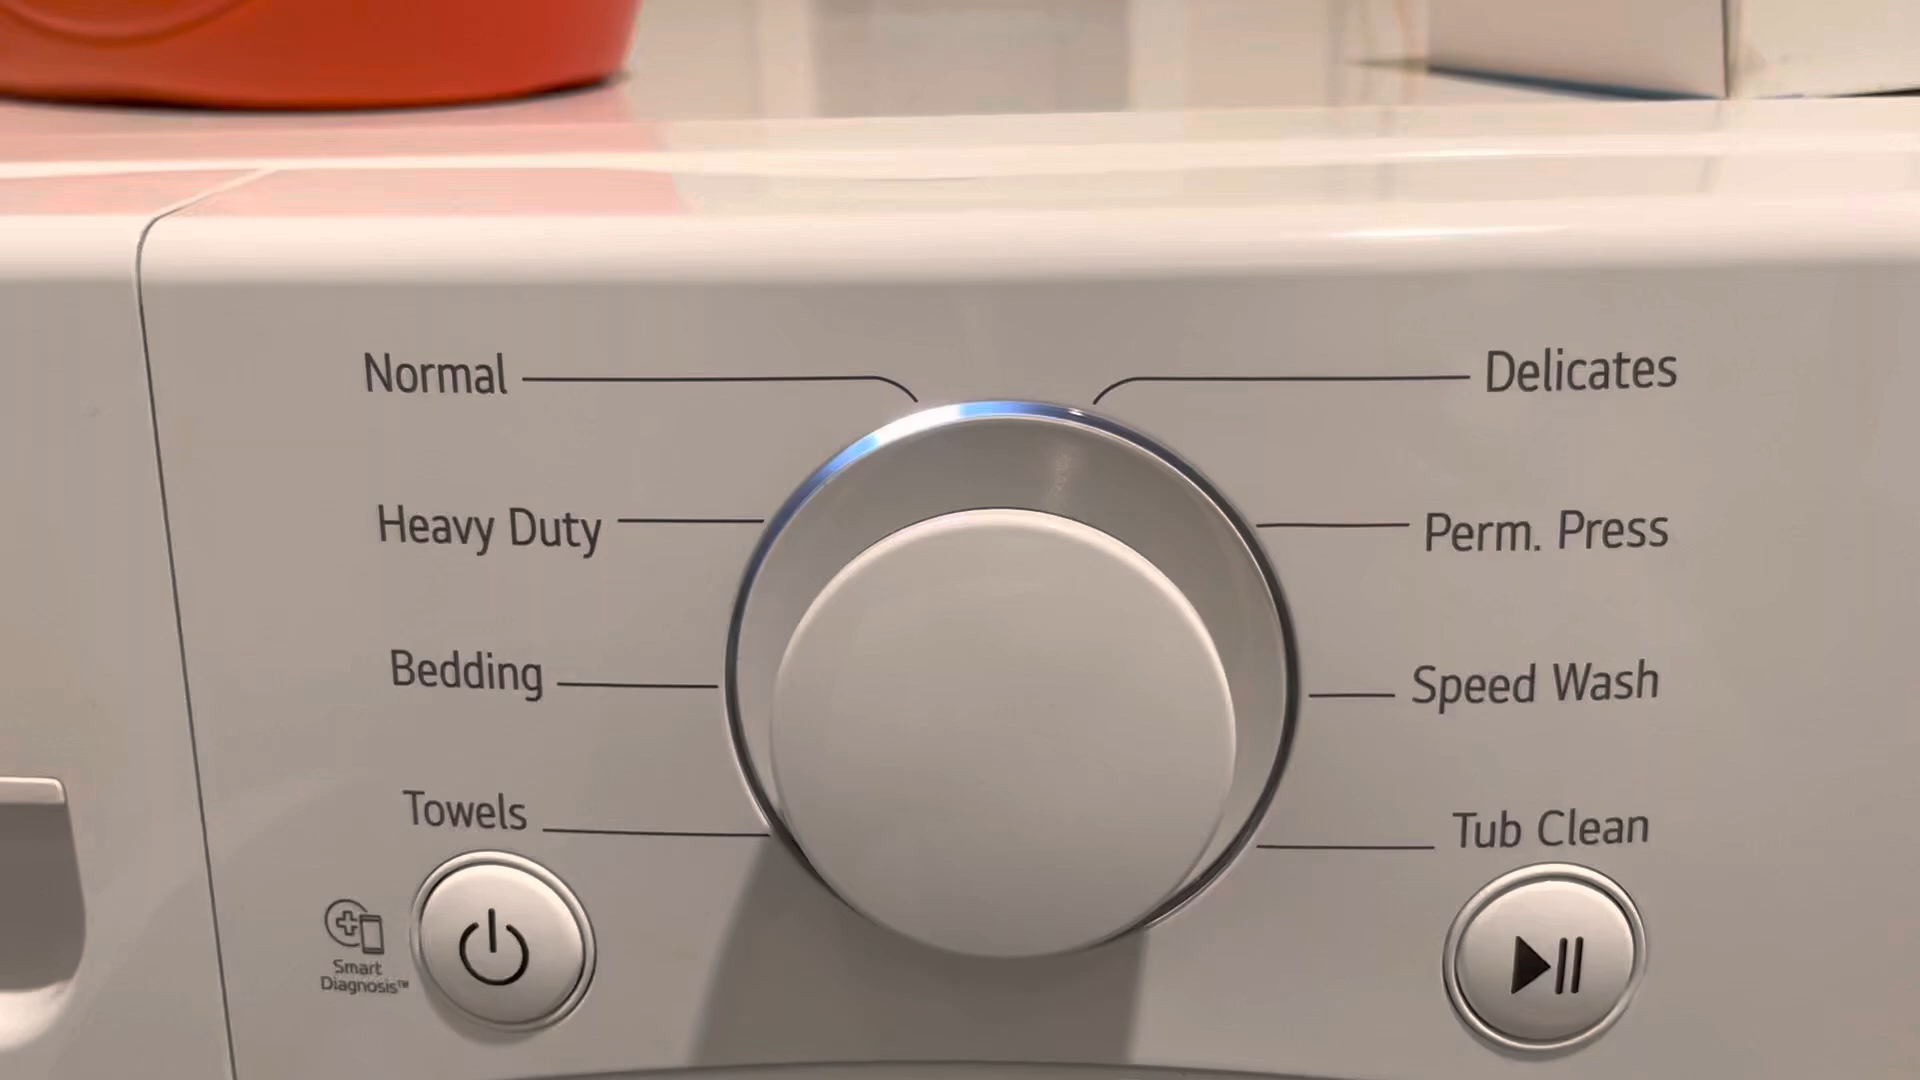 Normal
Delicates
Heavy Duty
Perm. Press
Bedding
Speed Wash
Towels
Tub Clean
Smart
Diagnosis™